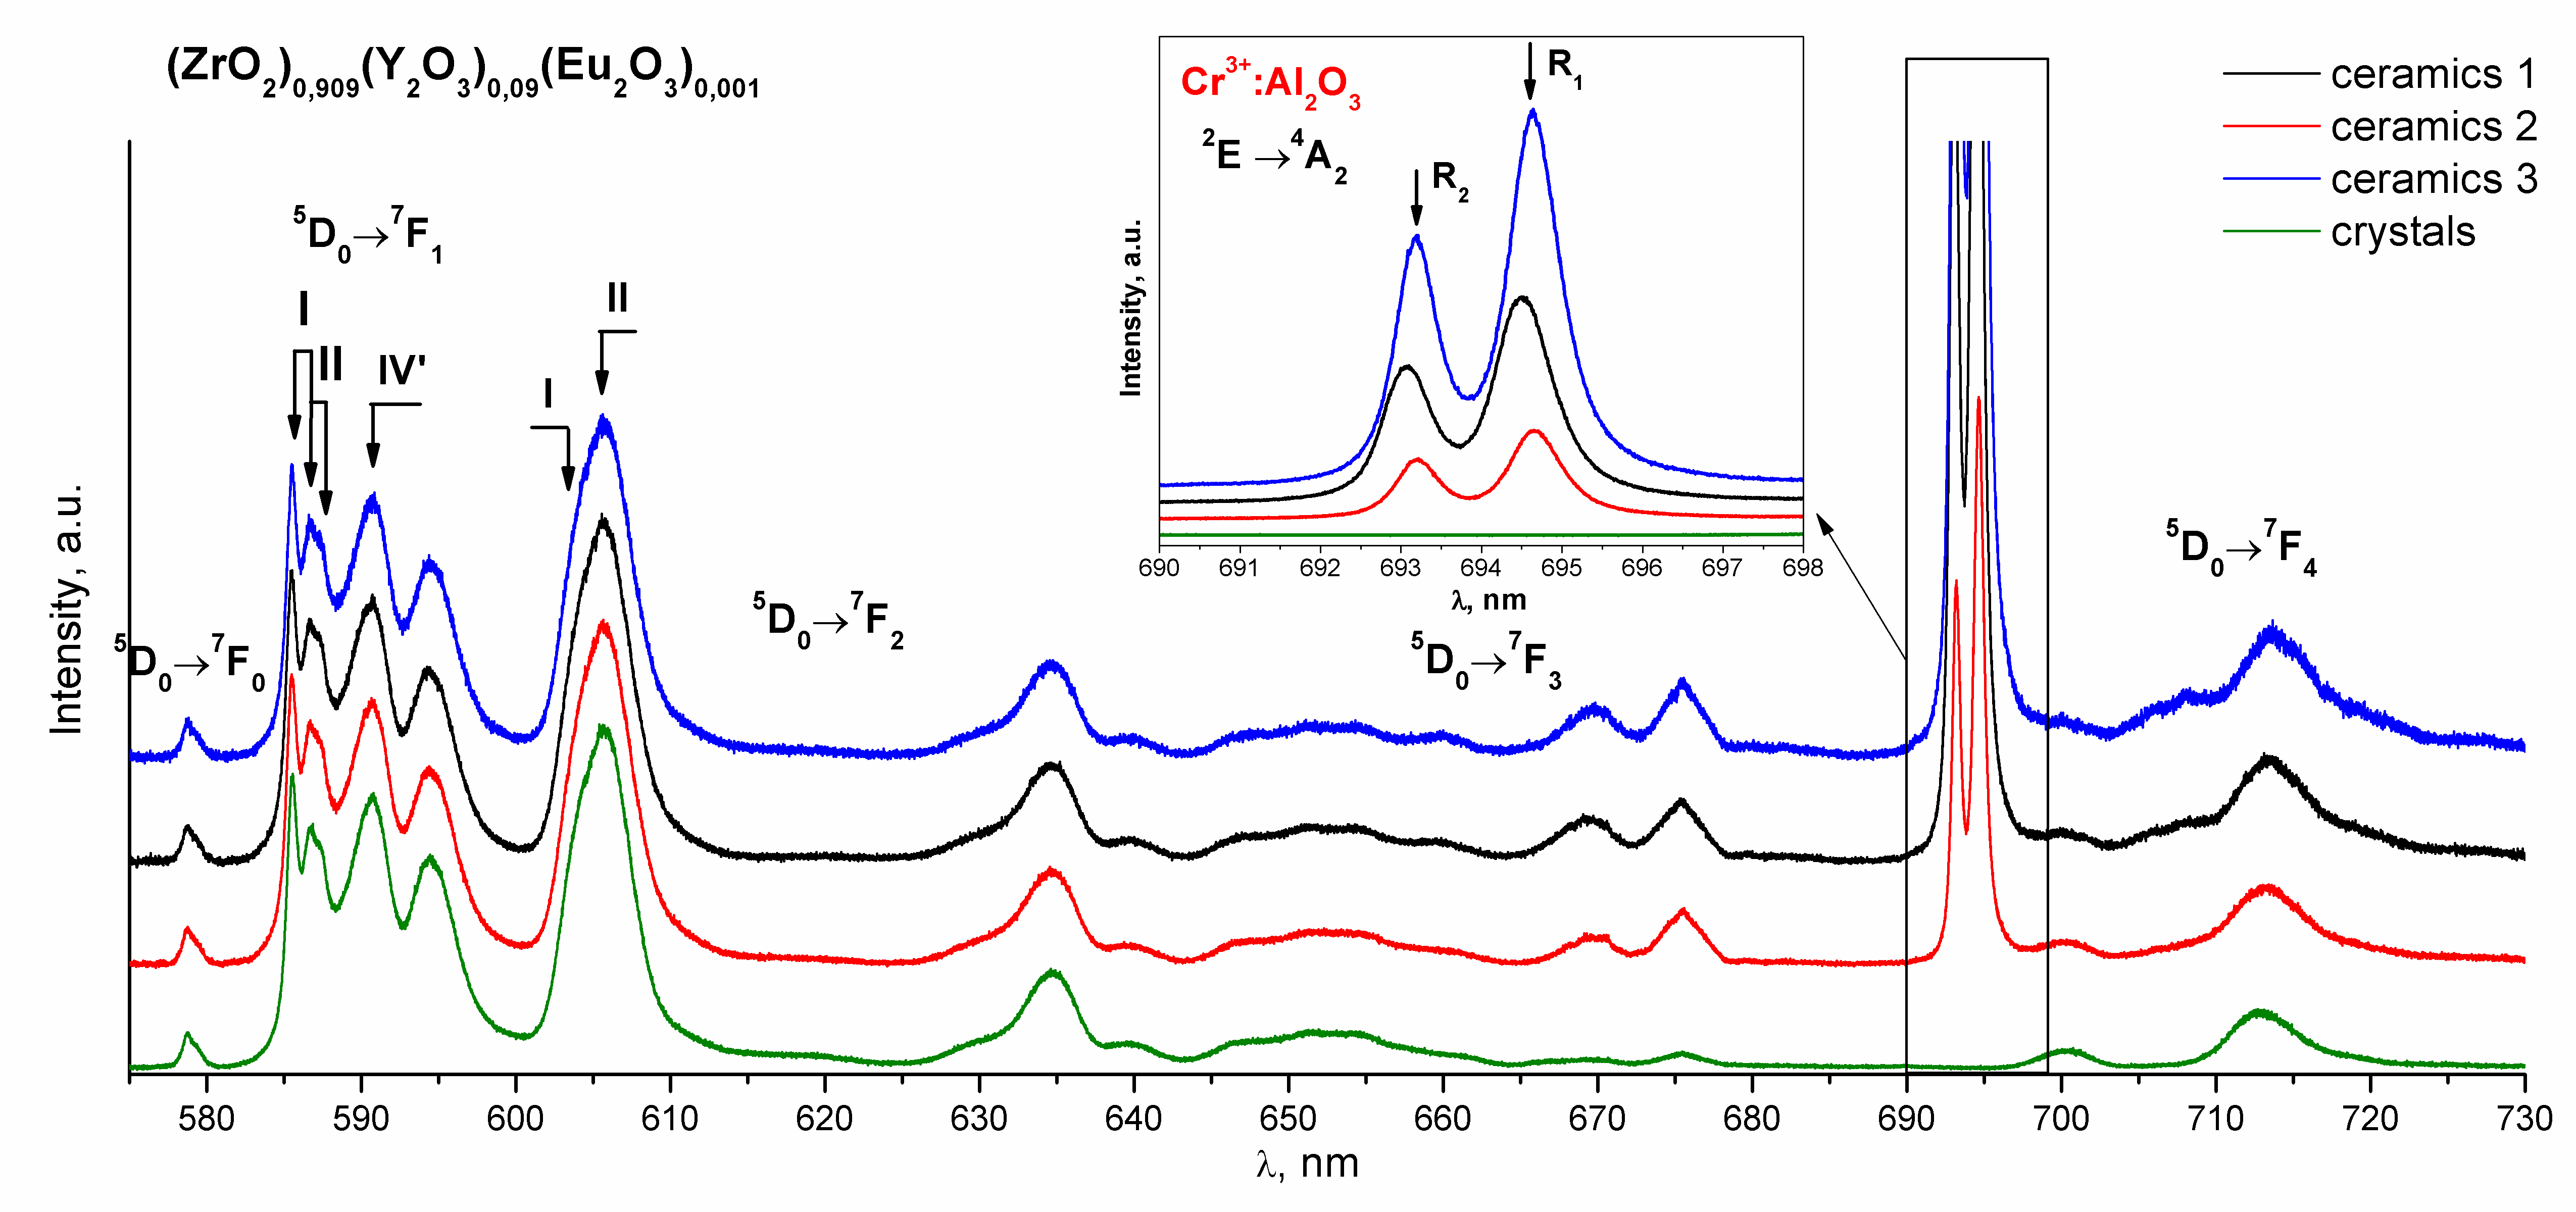 (ZrO₂)₀,₉₀₉(Y₂O₃)₀,₀₉(Eu₂O₃)₀,₀₀₁
Cr³⁺:Al₂O₃
²E →⁴A₂
R₁
R₂
Intensity, a.u.
690 691 692 693 694 695 696 697 698
λ, nm
ceramics 1
ceramics 2
ceramics 3
crystals
⁵D₀→⁷F₁
I
II
IV'
I
II
⁵D₀→⁷F₀
⁵D₀→⁷F₂
⁵D₀→⁷F₃
⁵D₀→⁷F₄
Intensity, a.u.
580 590 600 610 620 630 640 650 660 670 680 690 700 710 720 730
λ, nm